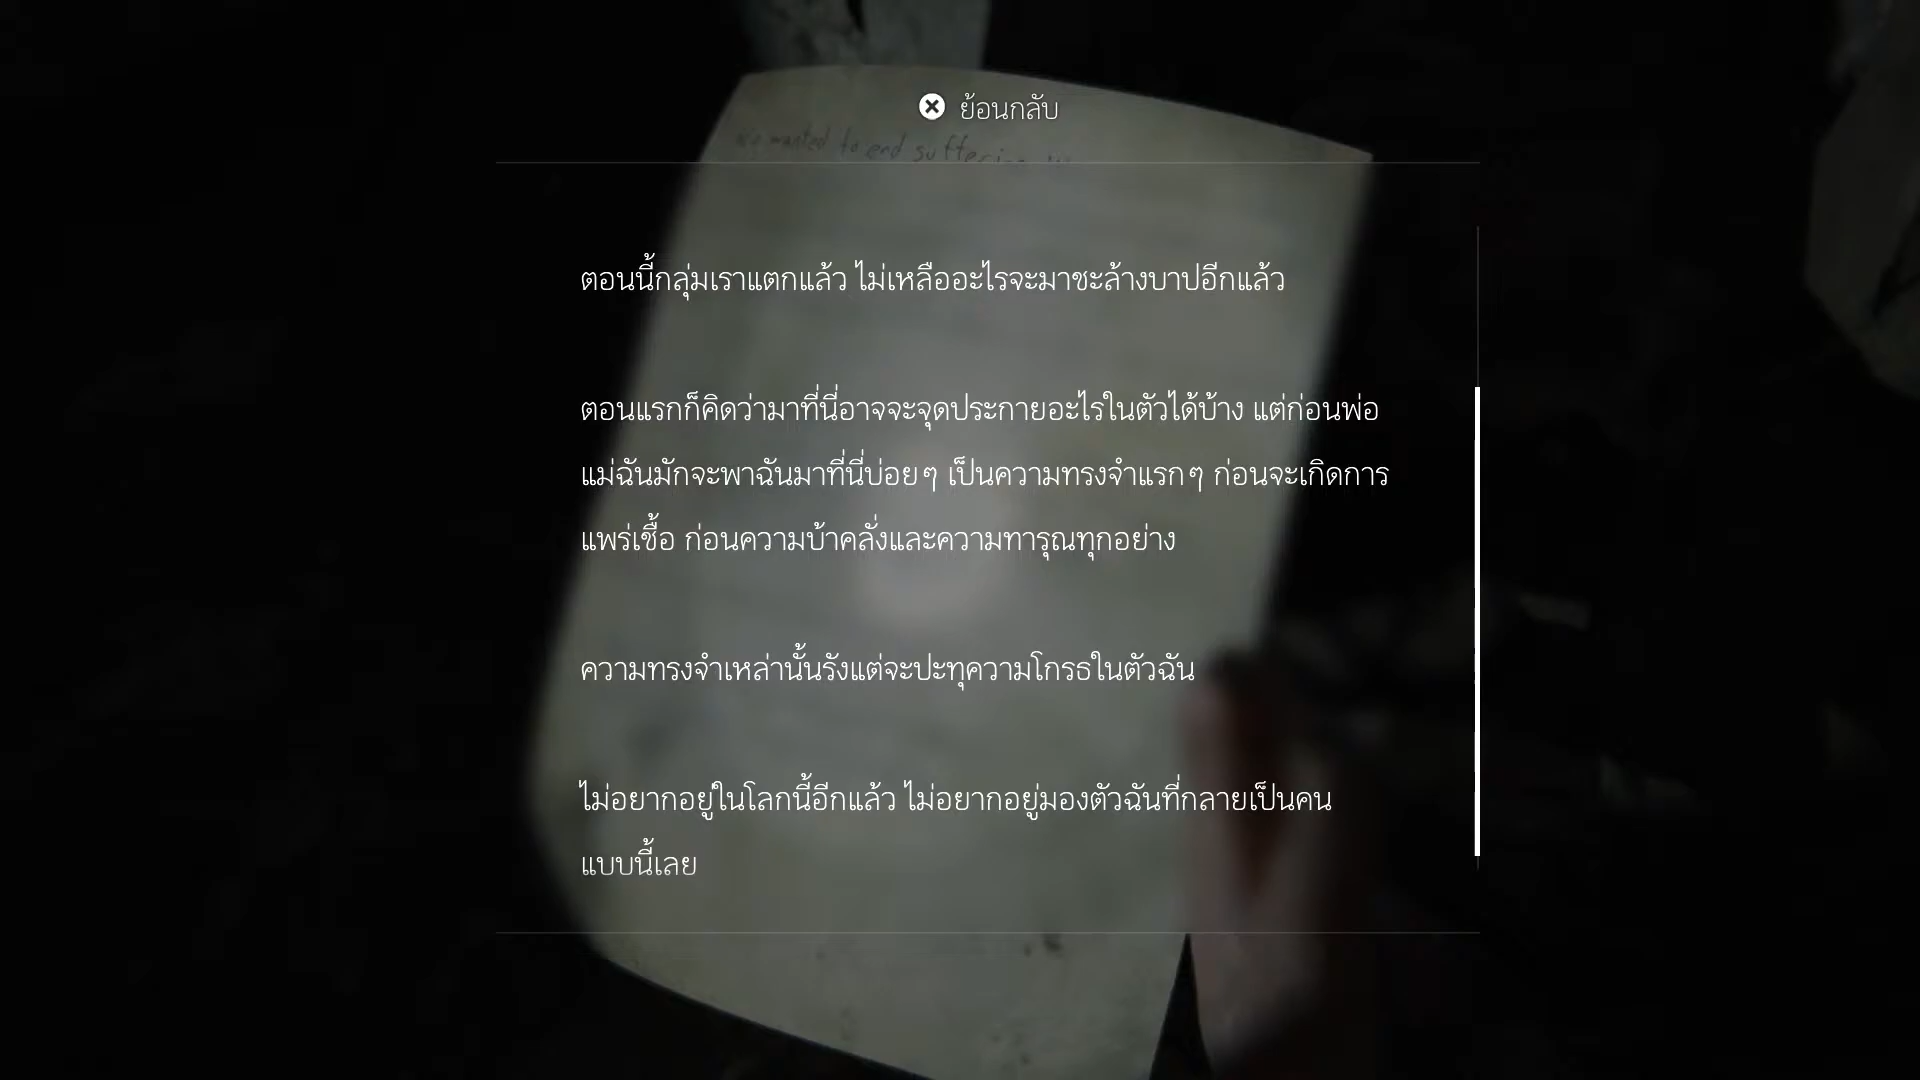 ย้อนกลับ
We wanted to end suffering
ตอนนี้กลุ่มเราแตกแล้ว ไม่เหลืออะไรจะมาชะล้างบาปอีกแล้ว
ตอนแรกก็คิดว่ามาที่นี่อาจจะจุดประกายอะไรในตัวได้บ้าง แต่ก่อนพ่อ
แม่ฉันมักจะพาฉันมาที่นี่บ่อยๆ เป็นความทรงจำแรกๆ ก่อนจะเกิดการ
แพร่เชื้อ ก่อนความบ้าคลั่งและความทารุณทุกอย่าง
ความทรงจำเหล่านั้นรังแต่จะปะทุความโกรธในตัวฉัน
ไม่อยากอยู่ในโลกนี้อีกแล้ว ไม่อยากอยู่มองตัวฉันที่กลายเป็นคน
แบบนี้เลย